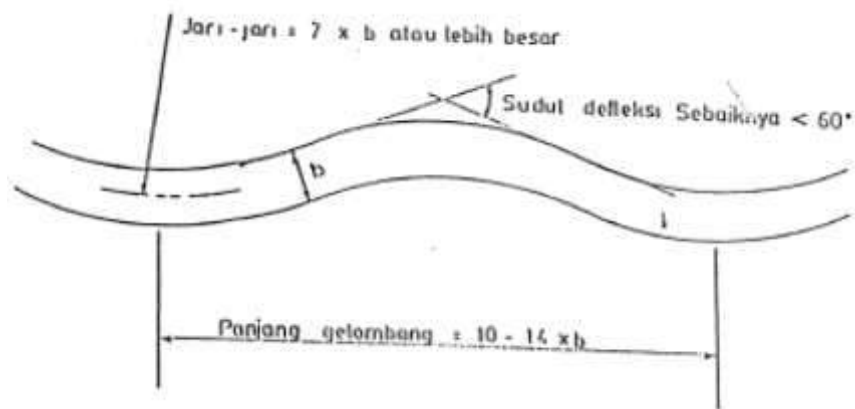 Jari-jari = 7 x b atau lebih besar
Sudut defleksi Sebaiknya < 60°
b
Panjang gelombang = 10 - 14 x b